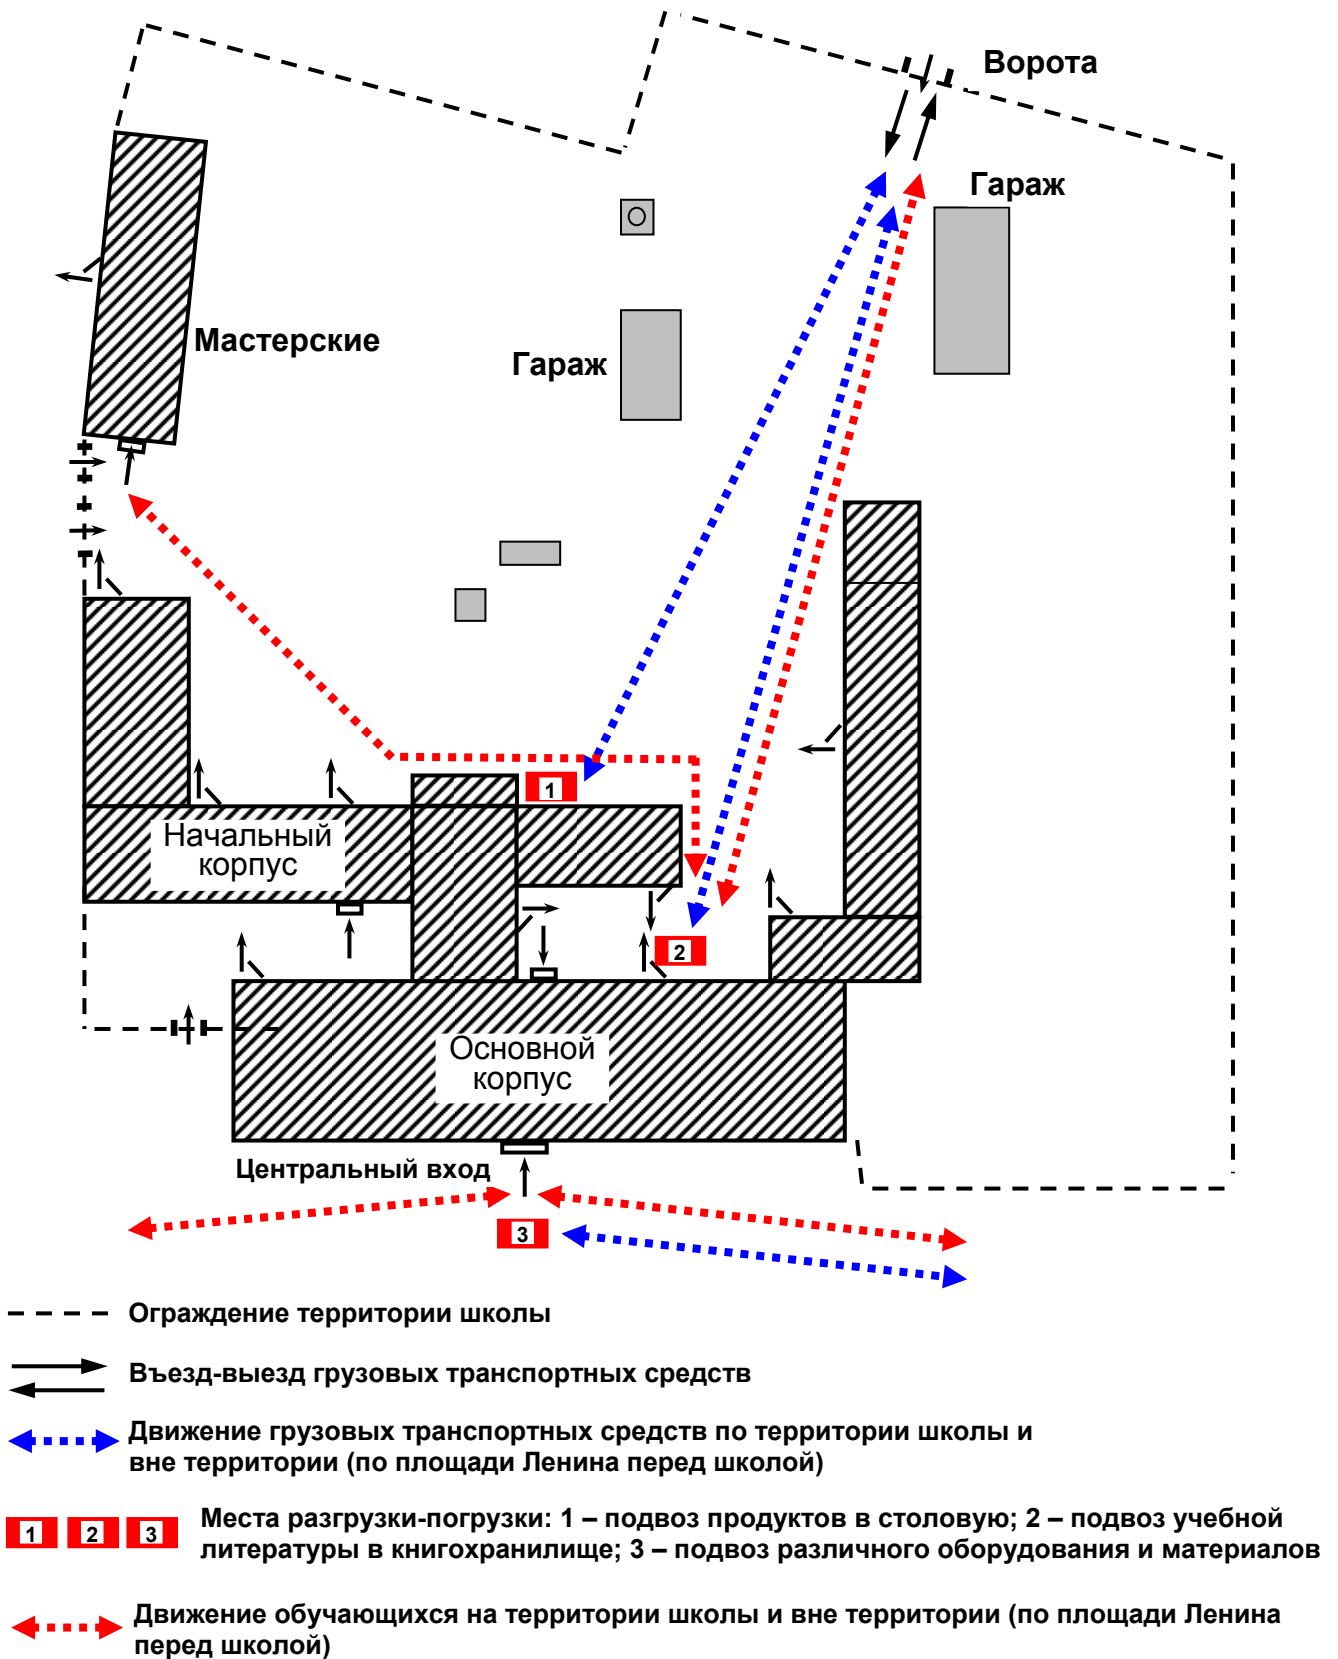 Ворота
Гараж
Мастерские
Гараж
1
Начальный
корпус
2
Основной
корпус
Центральный вход
3
Ограждение территории школы
Въезд-выезд грузовых транспортных средств
Движение грузовых транспортных средств по территории школы и
вне территории (по площади Ленина перед школой)
1 2 3 Места разгрузки-погрузки: 1 – подвоз продуктов в столовую; 2 – подвоз учебной
литературы в книгохранилище; 3 – подвоз различного оборудования и материалов
Движение обучающихся на территории школы и вне территории (по площади Ленина
перед школой)